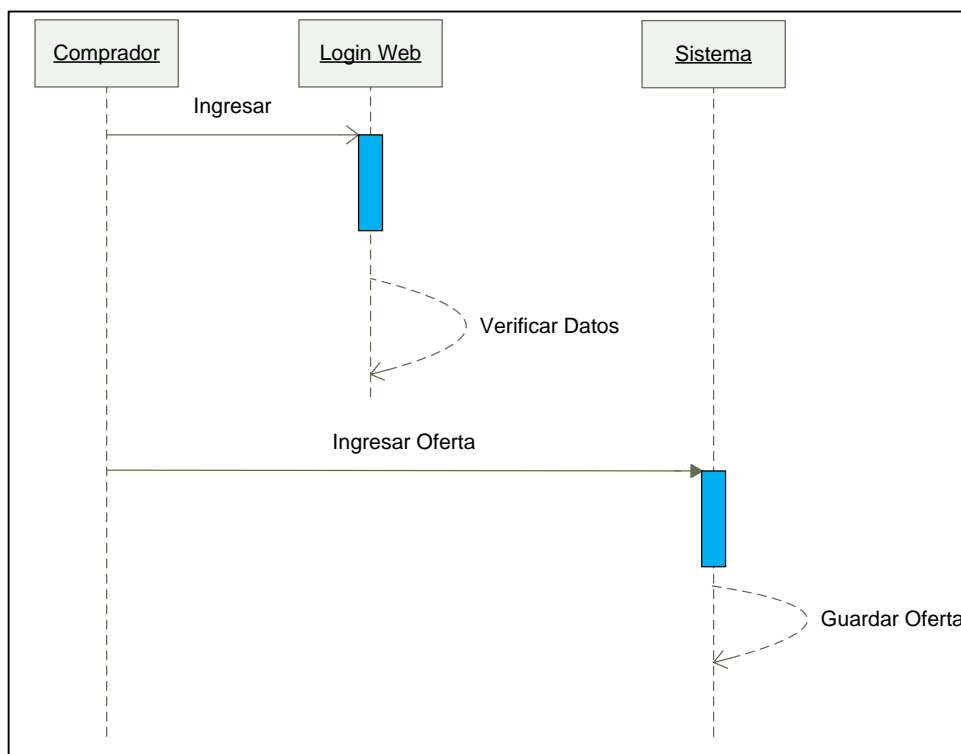 Comprador
Login Web
Sistema
Ingresar
Verificar Datos
Ingresar Oferta
Guardar Oferta